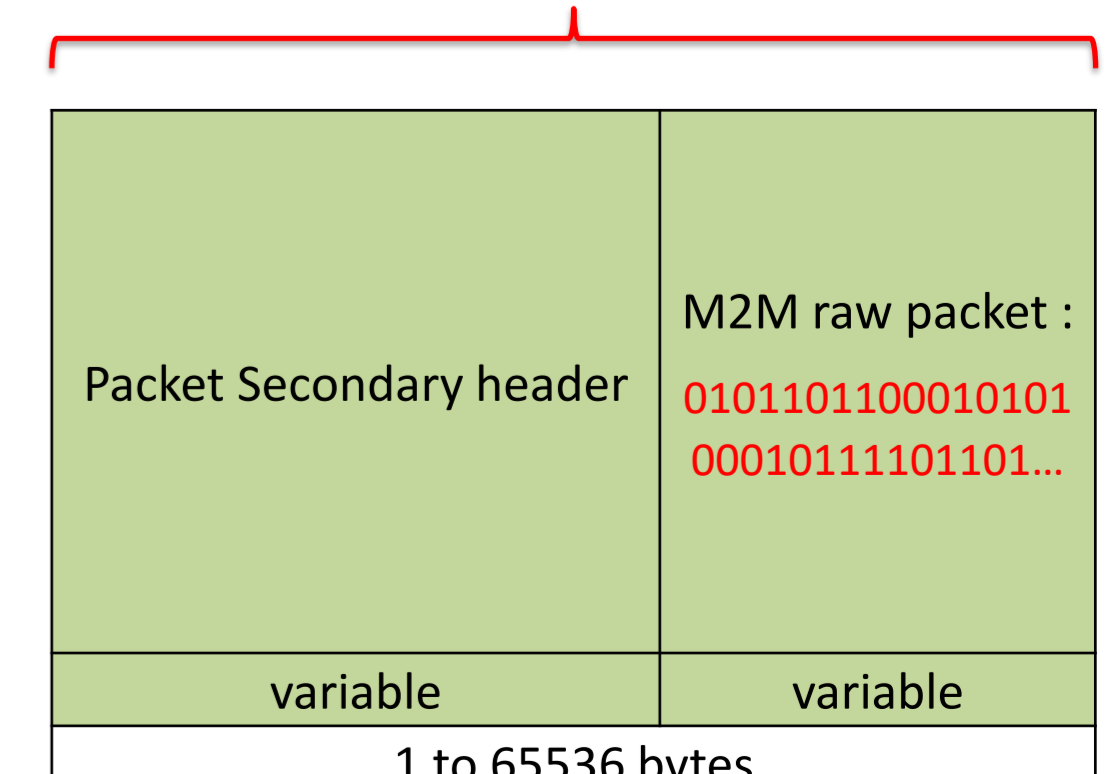 Packet Secondary header
M2M raw packet :
0101101100010101
00010111101101...
variable
variable
1 to 65536 bytes